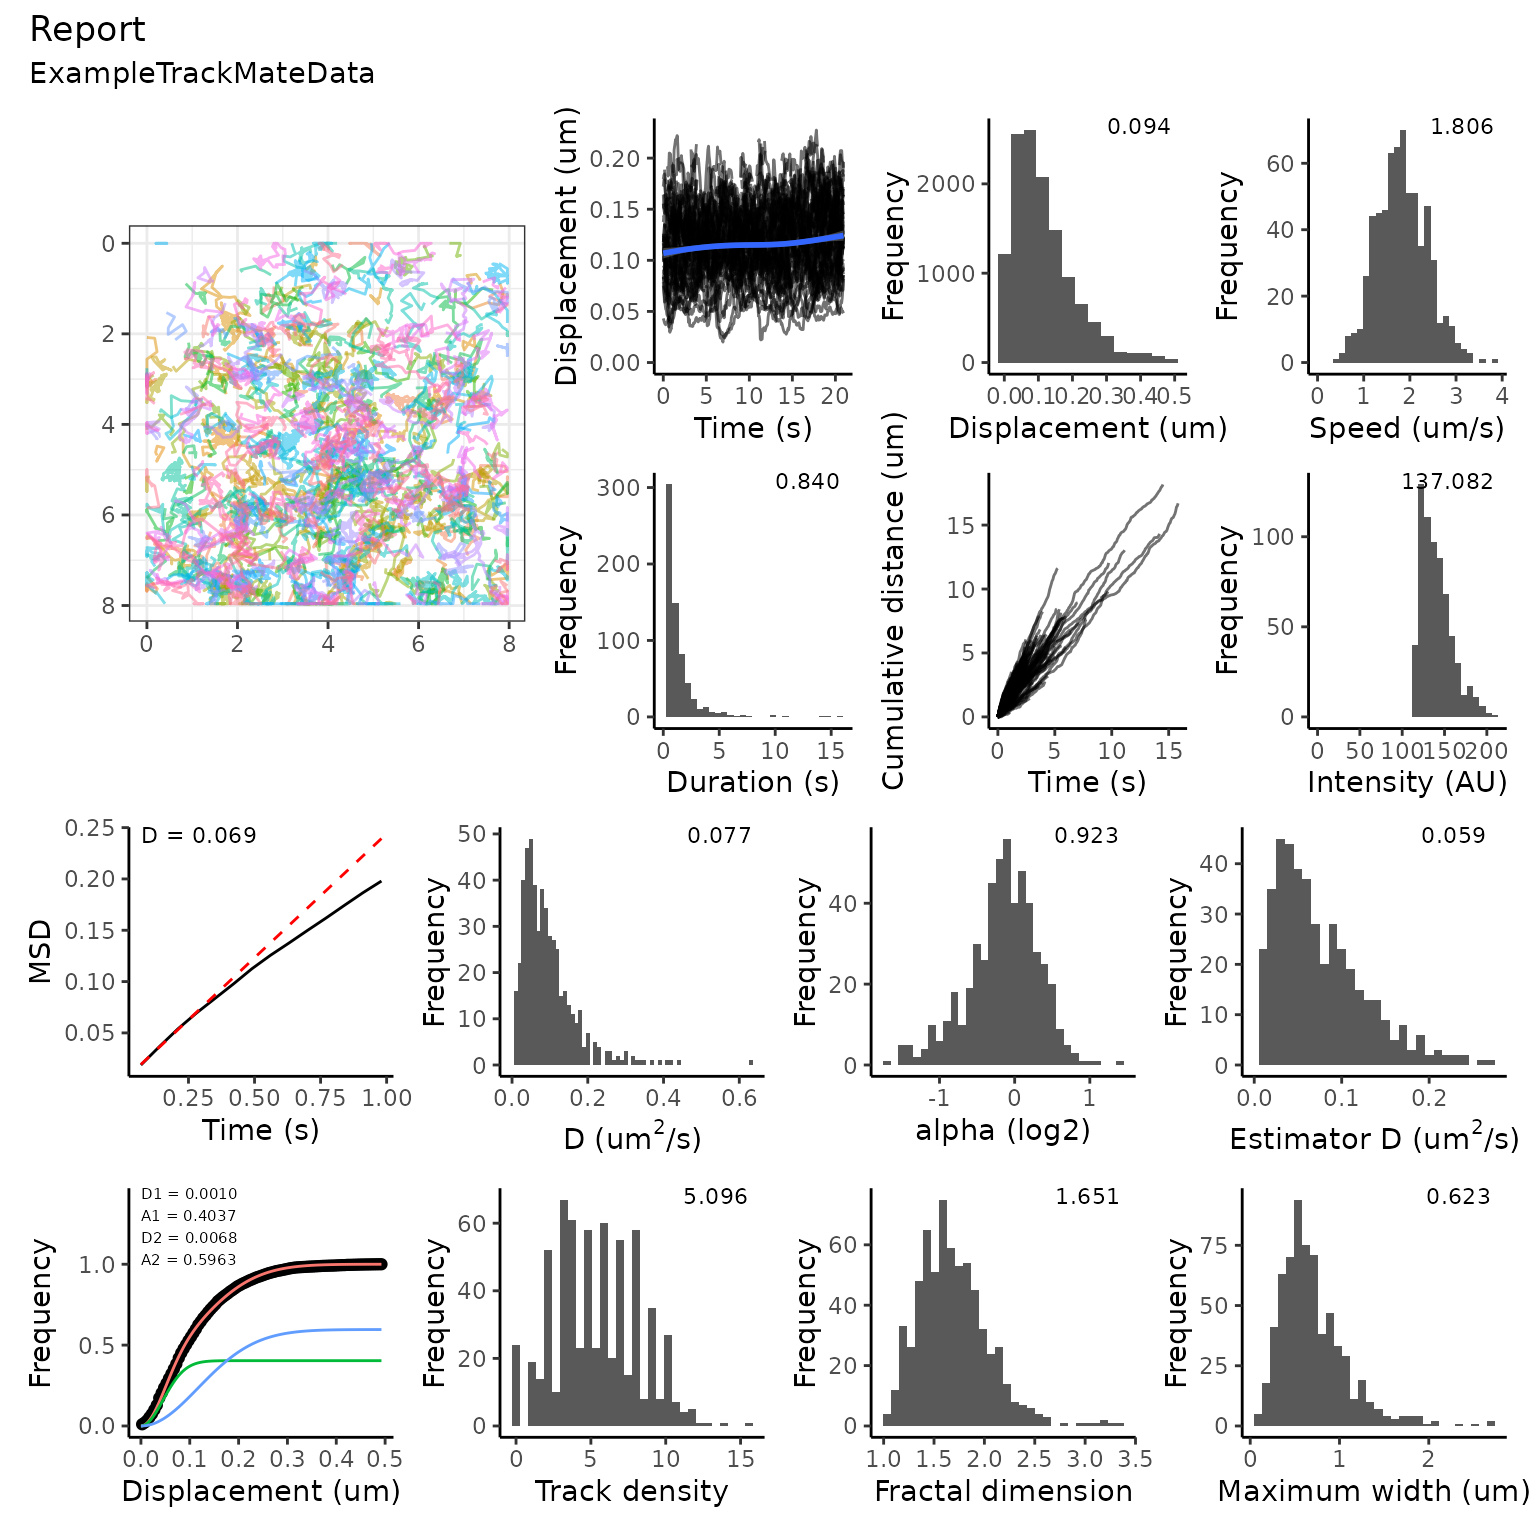 Report
ExampleTrackMateData
0
2
4
6
8
0 2 4 6 8
Displacement (um)
0.20
0.15
0.10
0.05
0.00
0 5 10 15 20
Time (s)
0.094
Frequency
2000
1000
0
0.0 0.1 0.2 0.3 0.4 0.5
Displacement (um)
1.806
Frequency
60
40
20
0
0 1 2 3 4
Speed (um/s)
0.840
Frequency
300
200
100
0
0 5 10 15
Duration (s)
Cumulative distance (um)
15
10
5
0
0 5 10 15
Time (s)
137.082
Frequency
100
50
0
0 50 100 150 200
Intensity (AU)
D = 0.069
MSD
0.25
0.20
0.15
0.10
0.05
0.25 0.50 0.75 1.00
Time (s)
0.077
Frequency
50
40
30
20
10
0
0.0 0.2 0.4 0.6
D (um²/s)
0.923
Frequency
40
20
0
-1 0 1
alpha (log2)
0.059
Frequency
40
30
20
10
0
0.0 0.1 0.2
Estimator D (um²/s)
D1 = 0.0010
A1 = 0.4037
D2 = 0.0068
A2 = 0.5963
Frequency
1.0
0.5
0.0
0.0 0.1 0.2 0.3 0.4 0.5
Displacement (um)
5.096
Frequency
60
40
20
0
0 5 10 15
Track density
1.651
Frequency
60
40
20
0
1.0 1.5 2.0 2.5 3.0 3.5
Fractal dimension
0.623
Frequency
75
50
25
0
0 1 2
Maximum width (um)